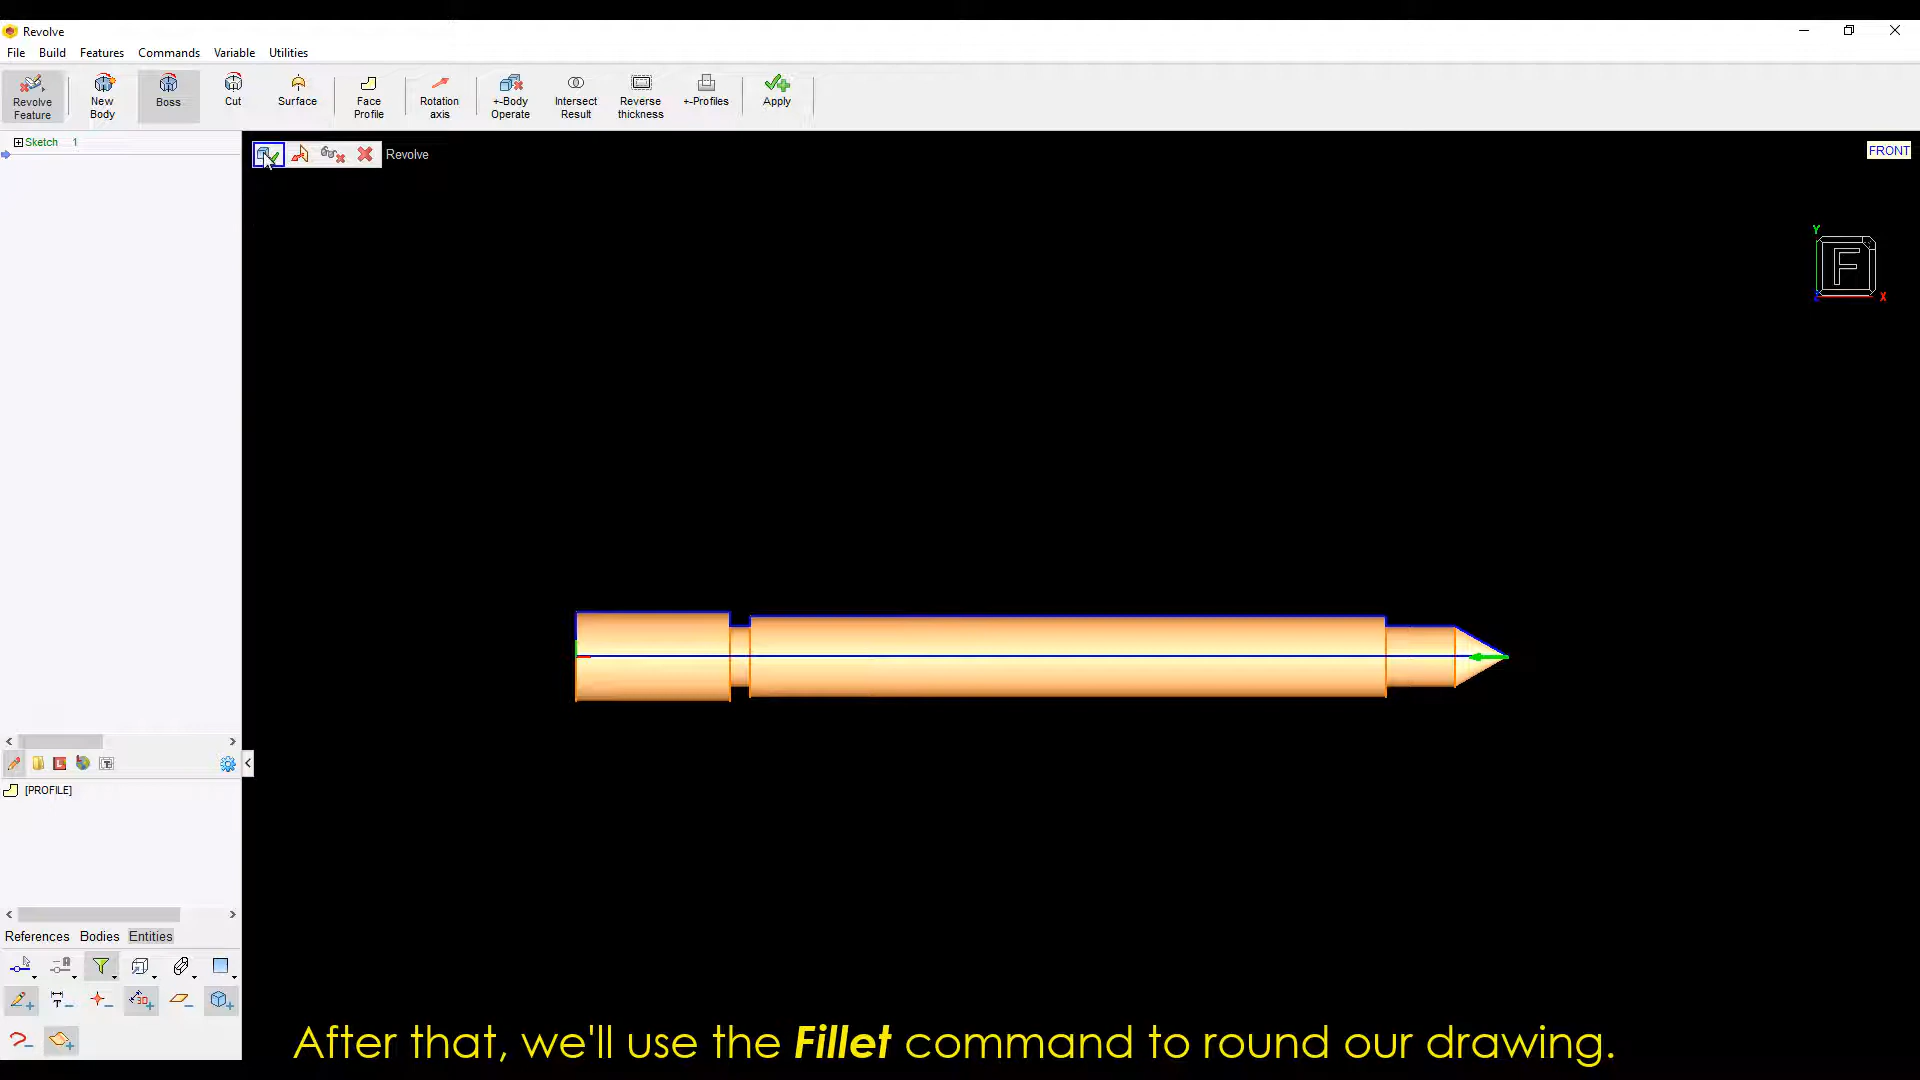 Revolve
File Build Features Commands Variable Utilities
Revolve Feature
New Body
Boss
Cut
Surface
Face Profile
Rotation axis
+-Body Operate
Intersect Result
Reverse thickness
+-Profiles
Apply
Sketch 1
Revolve
FRONT
Y
F
X
[PROFILE]
References Bodies Entities
After that, we'll use the Fillet command to round our drawing.